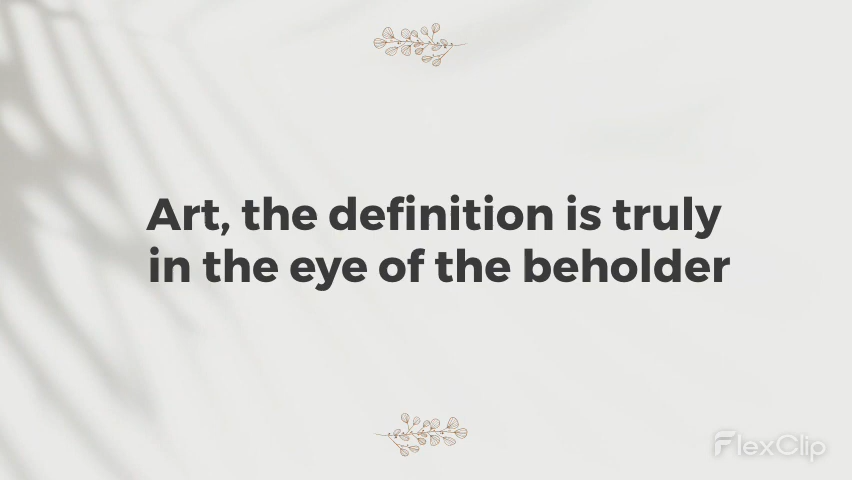 Art, the definition is truly
in the eye of the beholder
FlexClip